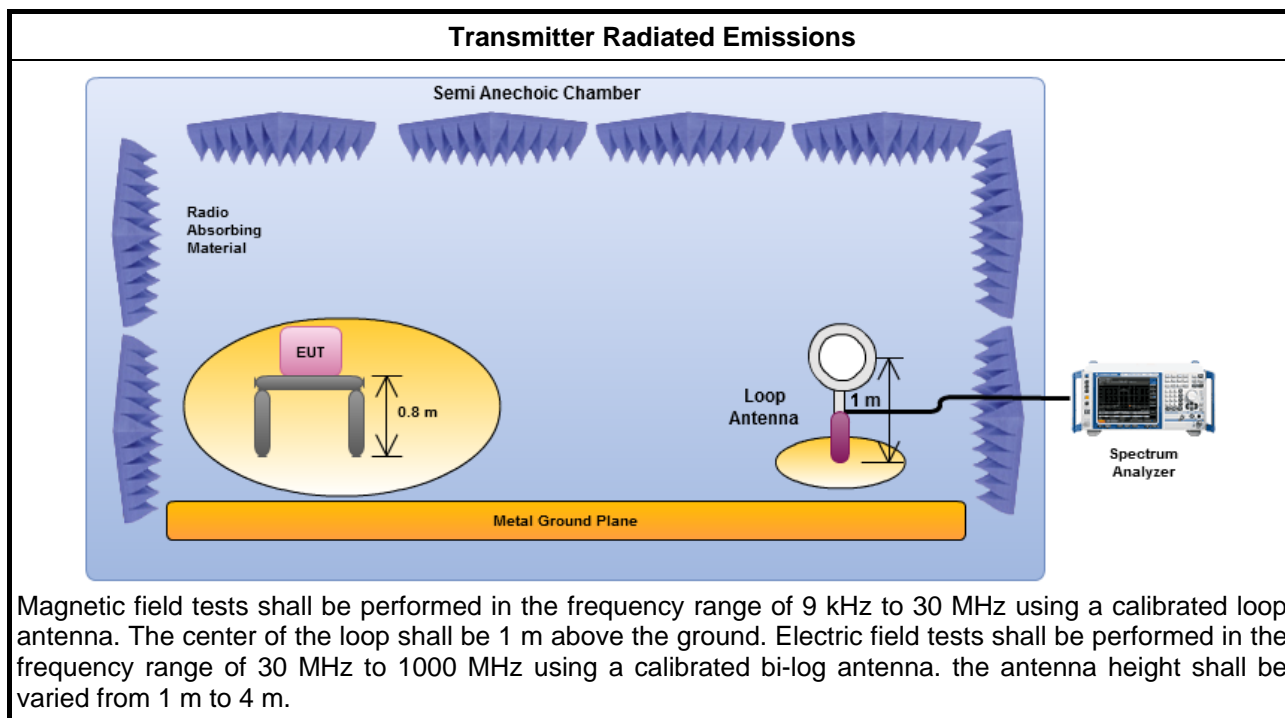 Transmitter Radiated Emissions
Semi Anechoic Chamber
Radio
Absorbing
Material
EUT
0.8 m
Loop
Antenna
1 m
Spectrum
Analyzer
Metal Ground Plane
Magnetic field tests shall be performed in the frequency range of 9 kHz to 30 MHz using a calibrated loop
antenna. The center of the loop shall be 1 m above the ground. Electric field tests shall be performed in the
frequency range of 30 MHz to 1000 MHz using a calibrated bi-log antenna. the antenna height shall be
varied from 1 m to 4 m.